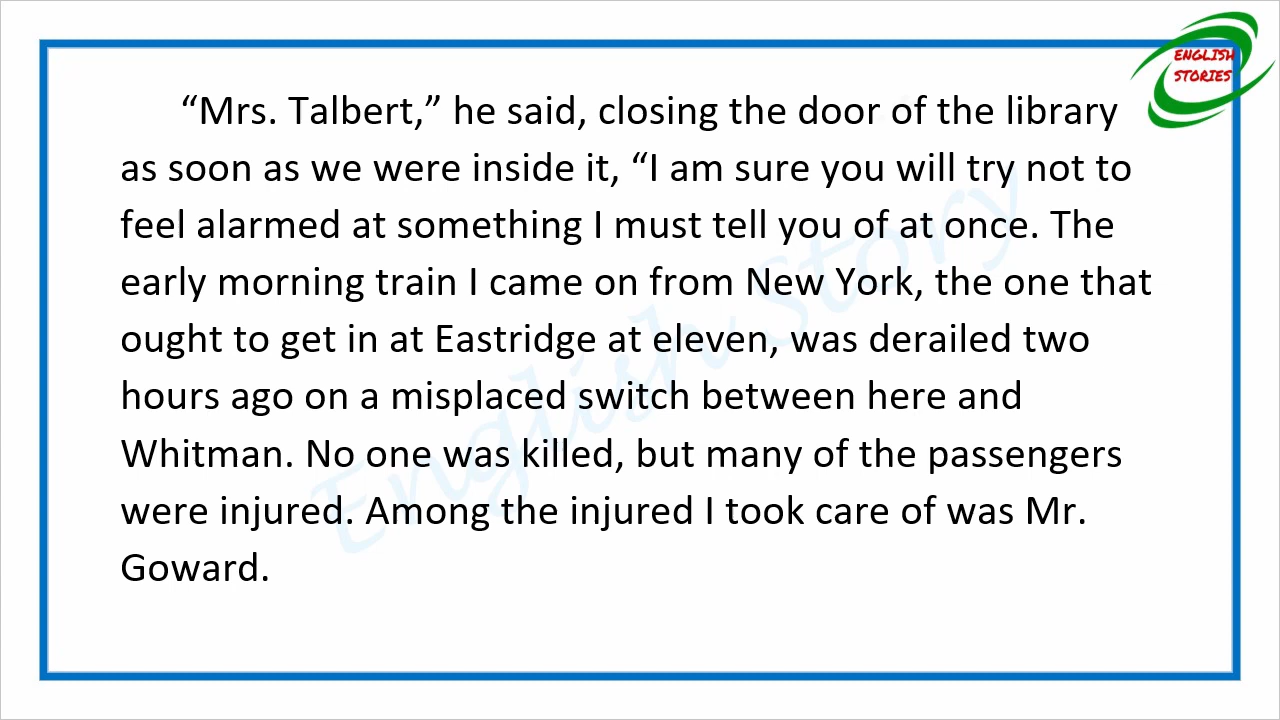 ENGLISH
STORIES
“Mrs. Talbert,” he said, closing the door of the library
as soon as we were inside it, “I am sure you will try not to
feel alarmed at something I must tell you of at once. The
early morning train I came on from New York, the one that
ought to get in at Eastridge at eleven, was derailed two
hours ago on a misplaced switch between here and
Whitman. No one was killed, but many of the passengers
were injured. Among the injured I took care of was Mr.
Goward.
English Story